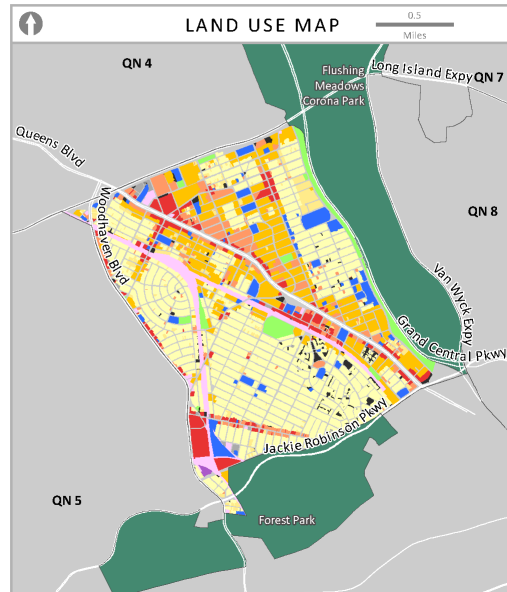 LAND USE MAP
0.5
Miles
QN 4
Flushing
Meadows
Corona Park
Long Island Expy
QN 7
Queens Blvd
Woodhaven Blvd
QN 8
Van Wyck Expy
Grand Central Pkwy
Jackie Robinson Pkwy
QN 5
Forest Park